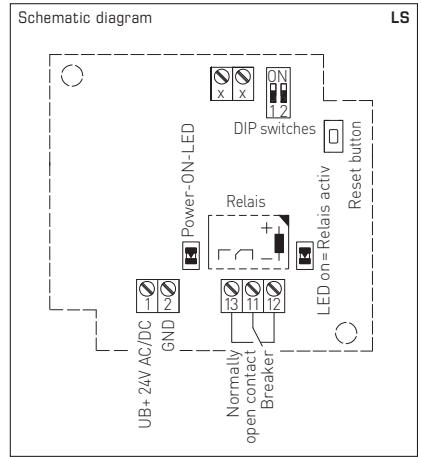 Schematic diagram
LS
x x
ON
1 2
DIP switches
Reset button
Power-ON-LED
Relais
+
–
LED on = Relais activ
1 2
13 11 12
UB+ 24V AC/DC
GND
Normally
open contact
Breaker